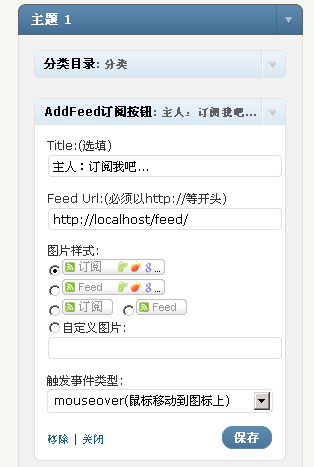 主题 1
分类目录: 分类
AddFeed订阅按钮: 主人：订阅我吧...
Title:(选填)
主人：订阅我吧...
Feed Url:(必须以http://等开头)
http://localhost/feed/
图片样式:
订阅 g ...
Feed g ...
订阅 Feed
自定义图片:
触发事件类型:
mouseover(鼠标移动到图标上)
移除 | 关闭 保存